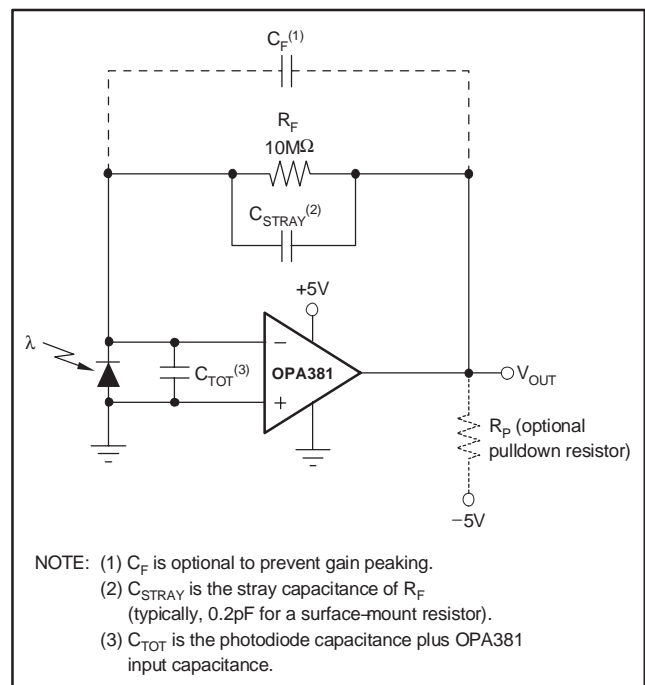 C_F(1)
R_F
10MΩ
C_STRAY(2)
+5V
λ
−
C_TOT(3)
OPA381
+
V_OUT
R_P (optional
pulldown resistor)
−5V
NOTE: (1) C_F is optional to prevent gain peaking.
(2) C_STRAY is the stray capacitance of R_F
(typically, 0.2pF for a surface−mount resistor).
(3) C_TOT is the photodiode capacitance plus OPA381
input capacitance.